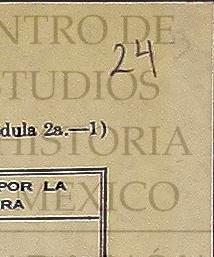 NTRO DE
24
STUDIOS
dula 2a.—1)
HISTORIA
POR LA
RA
MEXICO